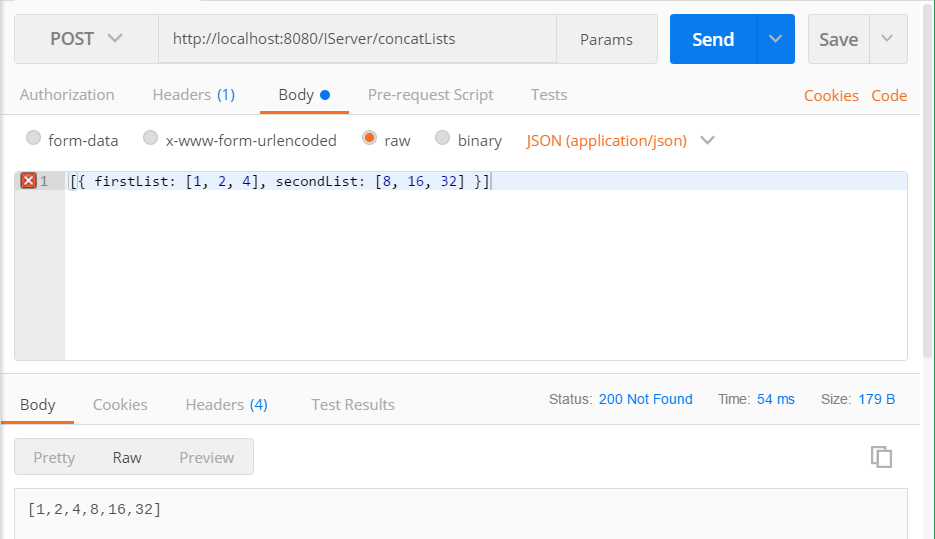 POST http://localhost:8080/IServer/concatLists Params Send Save
Authorization Headers (1) Body Pre-request Script Tests Cookies Code
form-data x-www-form-urlencoded raw binary JSON (application/json)
1 [{ firstList: [1, 2, 4], secondList: [8, 16, 32] }]
Body Cookies Headers (4) Test Results Status: 200 Not Found Time: 54 ms Size: 179 B
Pretty Raw Preview
[1,2,4,8,16,32]